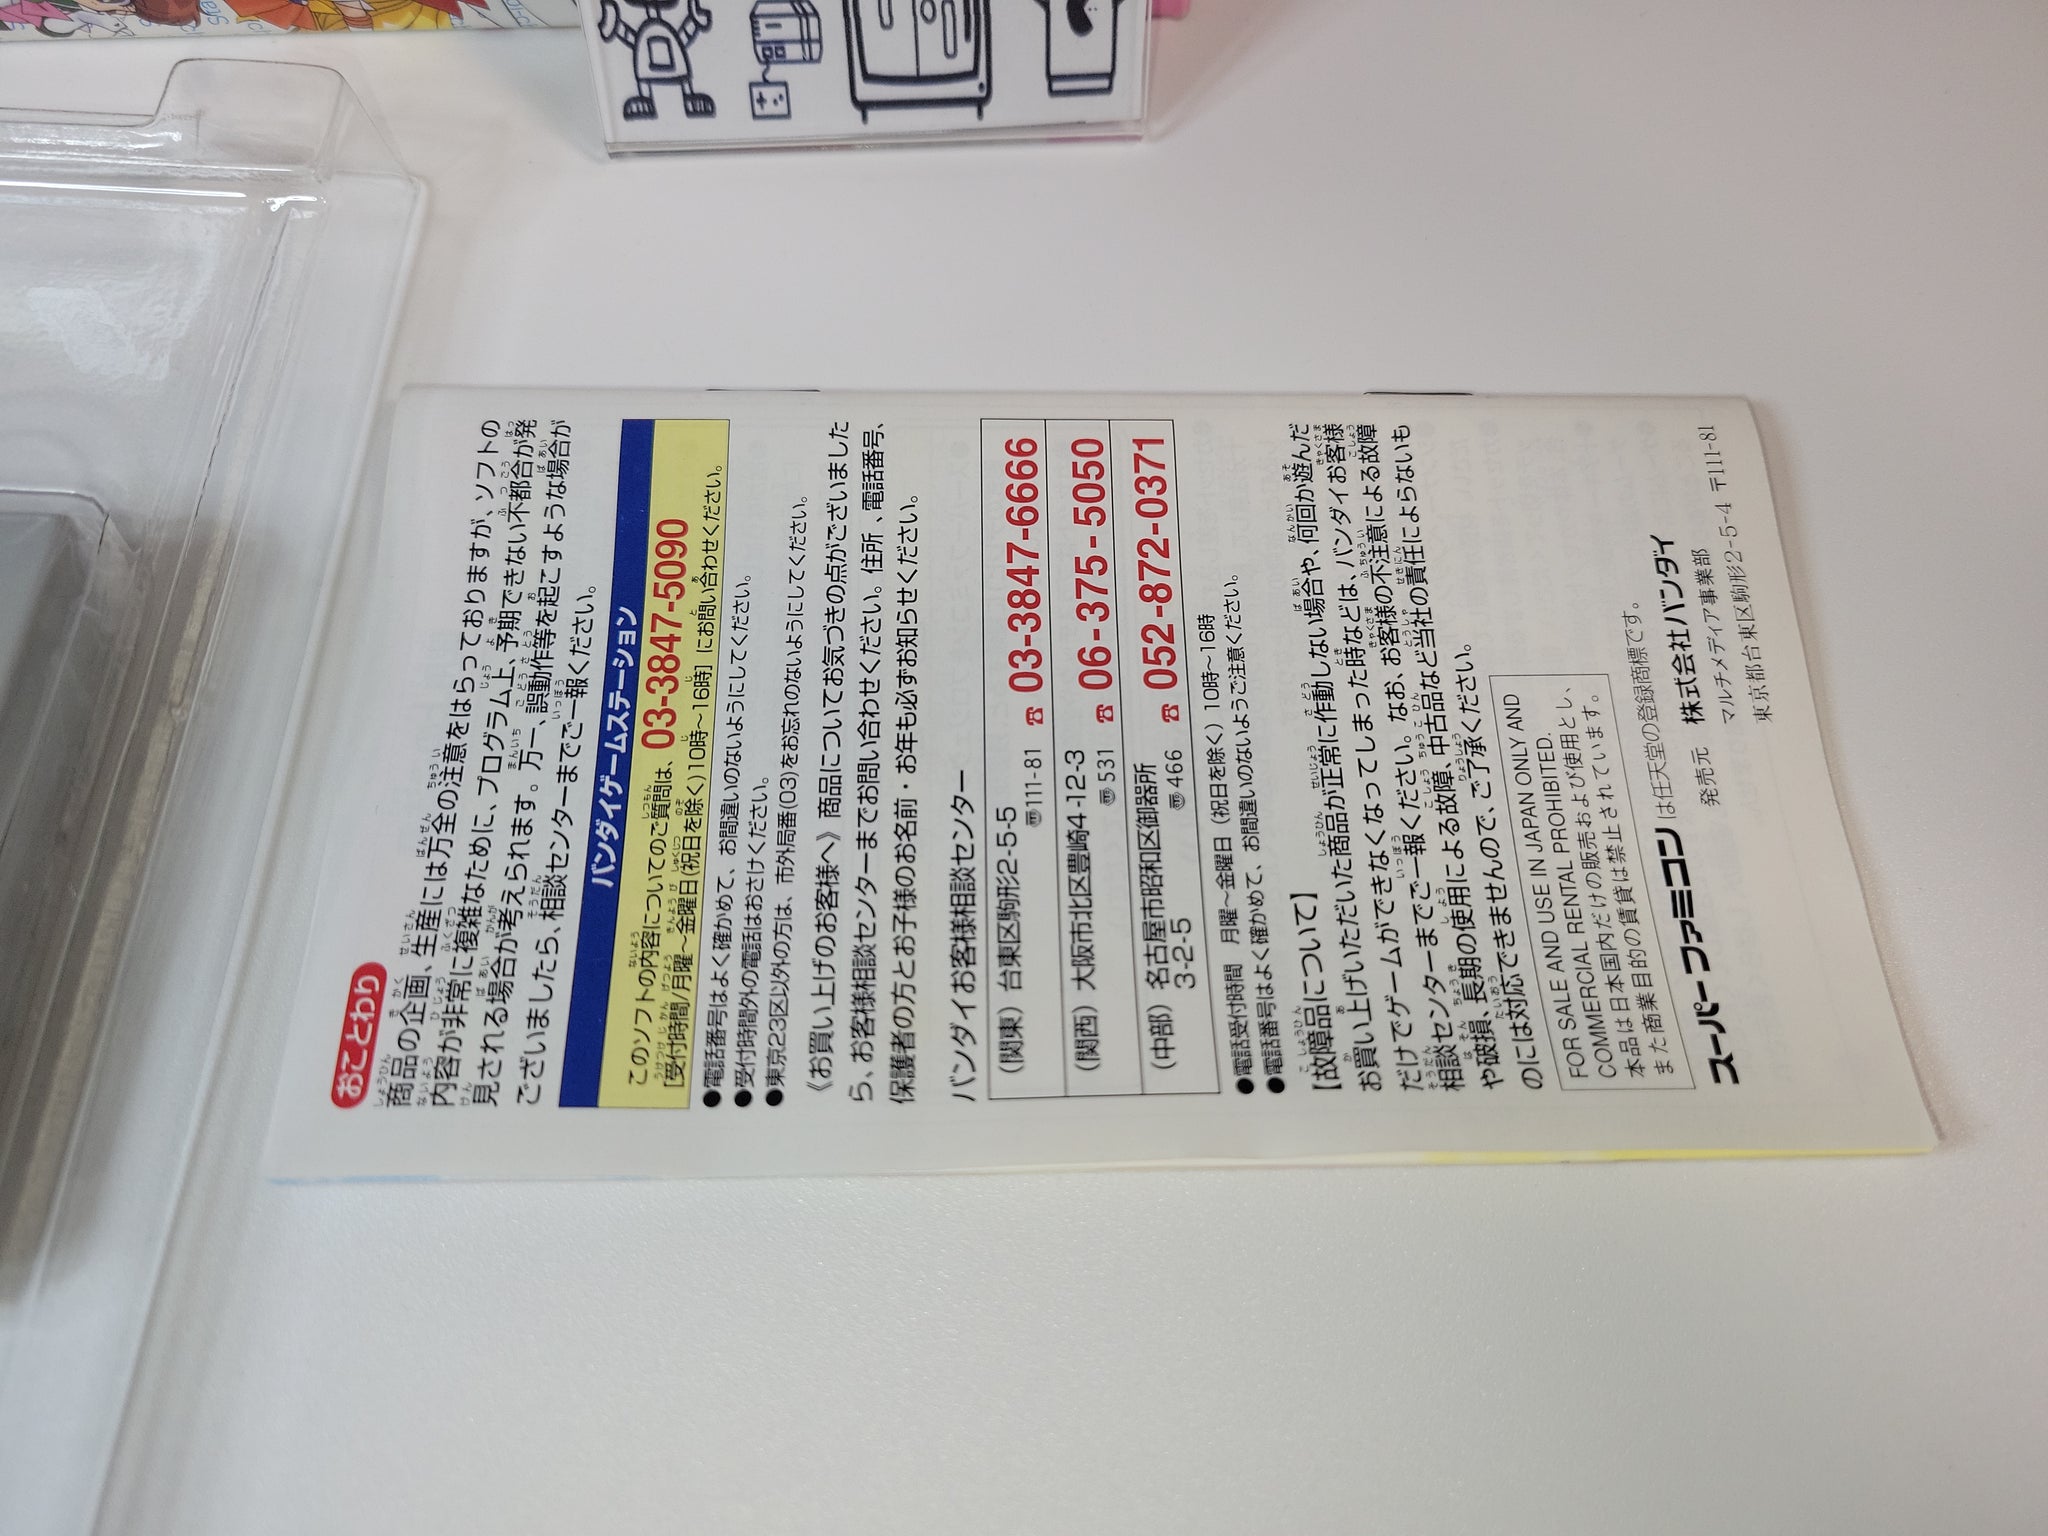 おことわり
商品の企画、生産には万全の注意をはらっておりますが、ソフトの
内容が非常に複雑なために、プログラム上、予期できない不都合が発
見される場合が考えられます。万一、誤動作等を起こすような場合が
ございましたら、相談センターまでご一報ください。
バンダイゲームステーション
このソフトの内容についてのご質問は、03-3847-5090
[受付時間/月曜～金曜日(祝日を除く)10時～16時] にお問い合わせください。
●電話番号はよく確かめて、お間違いのないようにしてください。
●受付時間外の電話はおさけください。
●東京23区以外の方は、市外局番(03)をお忘れのないようにしてください。
《お買い上げのお客様へ》商品についてお気づきの点がございました
ら、お客様相談センターまでお問い合わせください。住所、電話番号、
保護者の方とお子様のお名前・お年も必ずお知らせください。
バンダイお客様相談センター
(関東) 台東区駒形2-5-5
〒111-81 ☎ 03-3847-6666
(関西) 大阪市北区豊崎4-12-3
〒531 ☎ 06-375-5050
(中部) 名古屋市昭和区御器所
3-2-5 〒466 ☎ 052-872-0371
●電話受付時間 月曜～金曜日(祝日を除く)10時～16時
●電話番号はよく確かめて、お間違いのないようご注意ください。
【故障品について】
お買い上げいただいた商品が正常に作動しない場合や、何回か遊んだ
だけでゲームができなくなってしまった時などは、バンダイお客様
相談センターまでご一報ください。なお、お客様の不注意による故障
や破損、長期の使用による故障、中古品など当社の責任によらないも
のには対応できませんので、ご了承ください。
FOR SALE AND USE IN JAPAN ONLY AND
COMMERCIAL RENTAL PROHIBITED.
本品は日本国内だけの販売および使用とし、
また商業目的の賃貸は禁止されています。
スーパーファミコンは任天堂の登録商標です。
発売元 株式会社バンダイ
マルチメディア事業部
東京都台東区駒形2-5-4 〒111-81